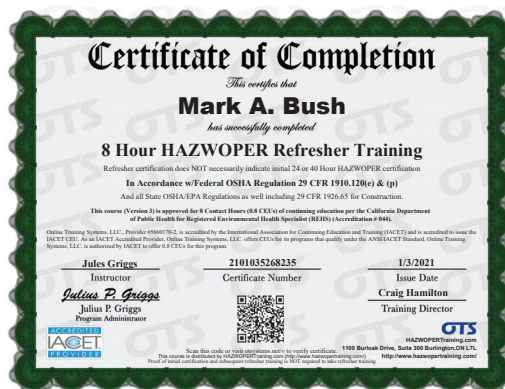 Certificate of Completion
This certifies that
Mark A. Bush
has successfully completed
8 Hour HAZWOPER Refresher Training
Refresher certification does NOT necessarily indicate initial 24 or 40 Hour HAZWOPER certification
In Accordance w/Federal OSHA Regulation 29 CFR 1910.120(e) & (p)
And all State OSHA/EPA Regulations as well including 29 CFR 1926.65 for Construction.
This course (Version 3) is approved for 8 Contact Hours (0.8 CEUs) of continuing education per the California Department
of Public Health for Registered Environmental Health Specialist (REHS) (Accreditation # 044).
Online Training Systems, LLC., Provider #5660170-2, is accredited by the International Association for Continuing Education and Training (IACET) and is accredited to issue the
IACET CEU. As an IACET Accredited Provider, Online Training Systems, LLC. offers CEUs for its programs that qualify under the ANSI/IACET Standard. Online Training
Systems, LLC. is authorized by IACET to offer 0.8 CEUs for this program.
Jules Griggs
Instructor
2101035268235
Certificate Number
1/3/2021
Issue Date
Julius P. Griggs
Julius P. Griggs
Program Administrator
Craig Hamilton
Training Director
ACCREDITED
IACET
PROVIDER
OTS
HAZWOPERTraining.com
1100 Burloak Drive, Suite 300 Burlington,ON L7L
http://www.hazwopertraining.com/
Scan this code or visit otsystems.net/v to verify certificate.
This course is distributed by HAZWOPERTraining.com (http://www.hazwopertraining.com/)
Proof of initial certification and subsequent refresher training is NOT required to take refresher training